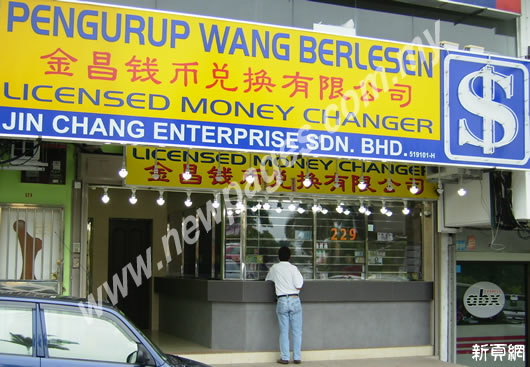 PENGURUP WANG BERLESEN
金昌钱币兑换有限公司
LICENSED MONEY CHANGER
JIN CHANG ENTERPRISE SDN. BHD. 519101-H
$
LICENSED MONEY CHANGER
金昌钱币兑换有限公司
229
abx
www.newpages.com.my
新頁網